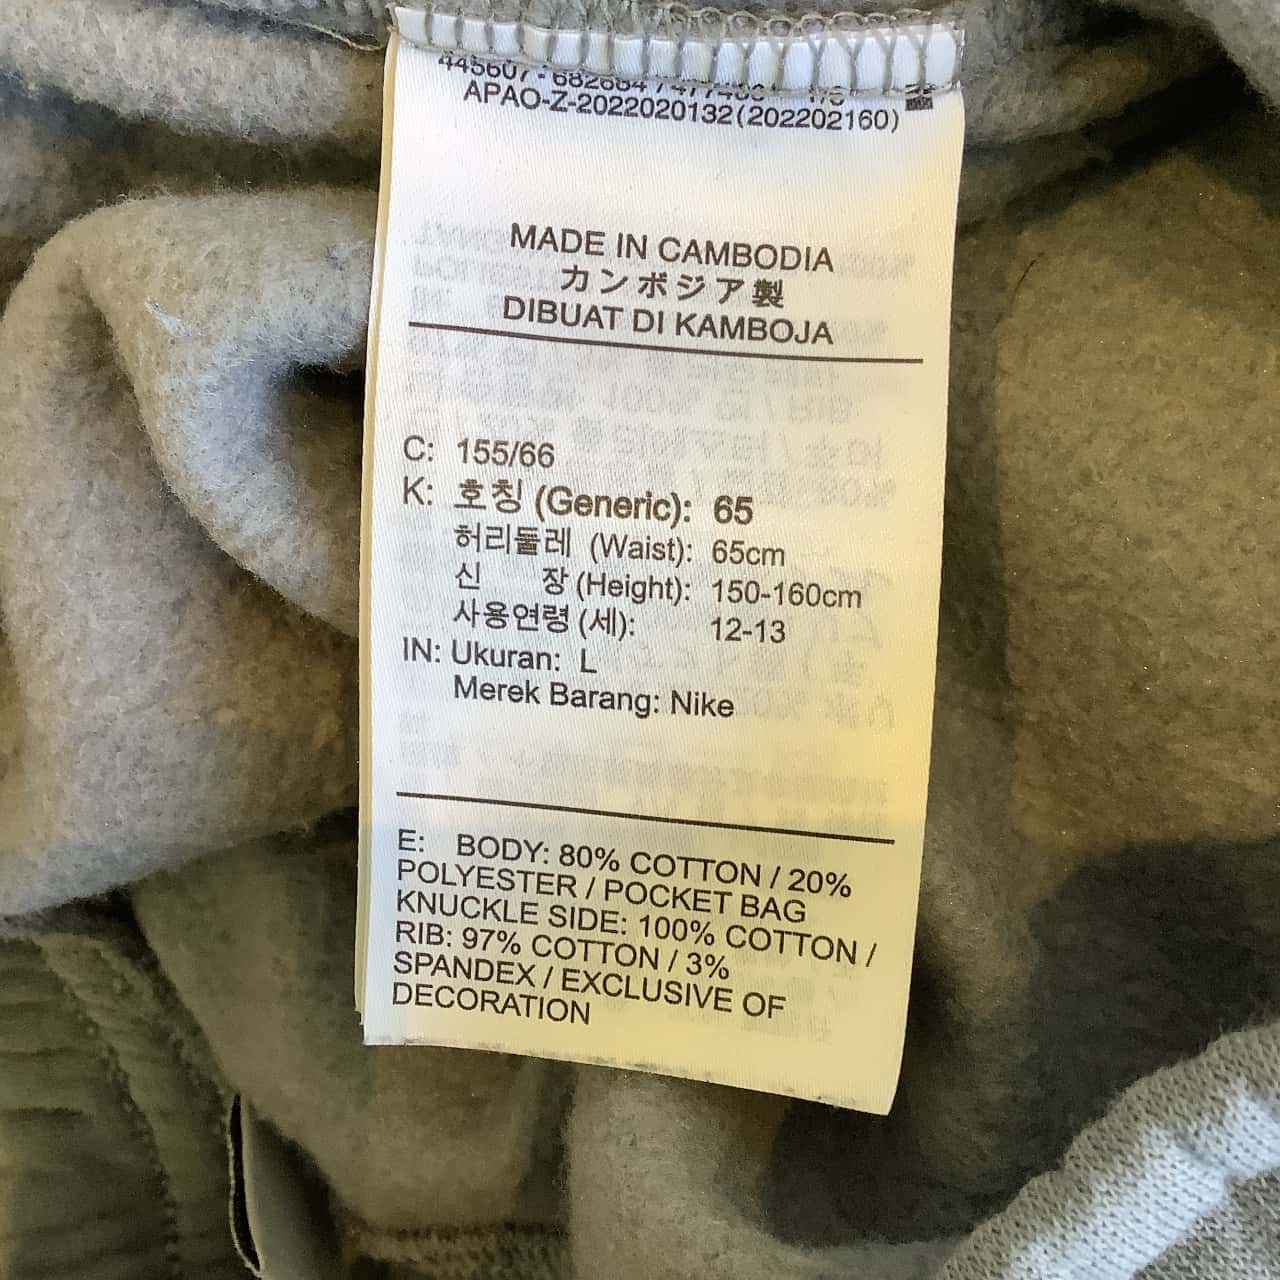 APAO-Z-2022020132(202202160)
MADE IN CAMBODIA
カンボジア製
DIBUAT DI KAMBOJA
C: 155/66
K: 호칭 (Generic): 65
허리둘레 (Waist): 65cm
신 장 (Height): 150-160cm
사용연령 (세): 12-13
IN: Ukuran: L
Merek Barang: Nike
E: BODY: 80% COTTON / 20%
POLYESTER / POCKET BAG
KNUCKLE SIDE: 100% COTTON /
RIB: 97% COTTON / 3%
SPANDEX / EXCLUSIVE OF
DECORATION